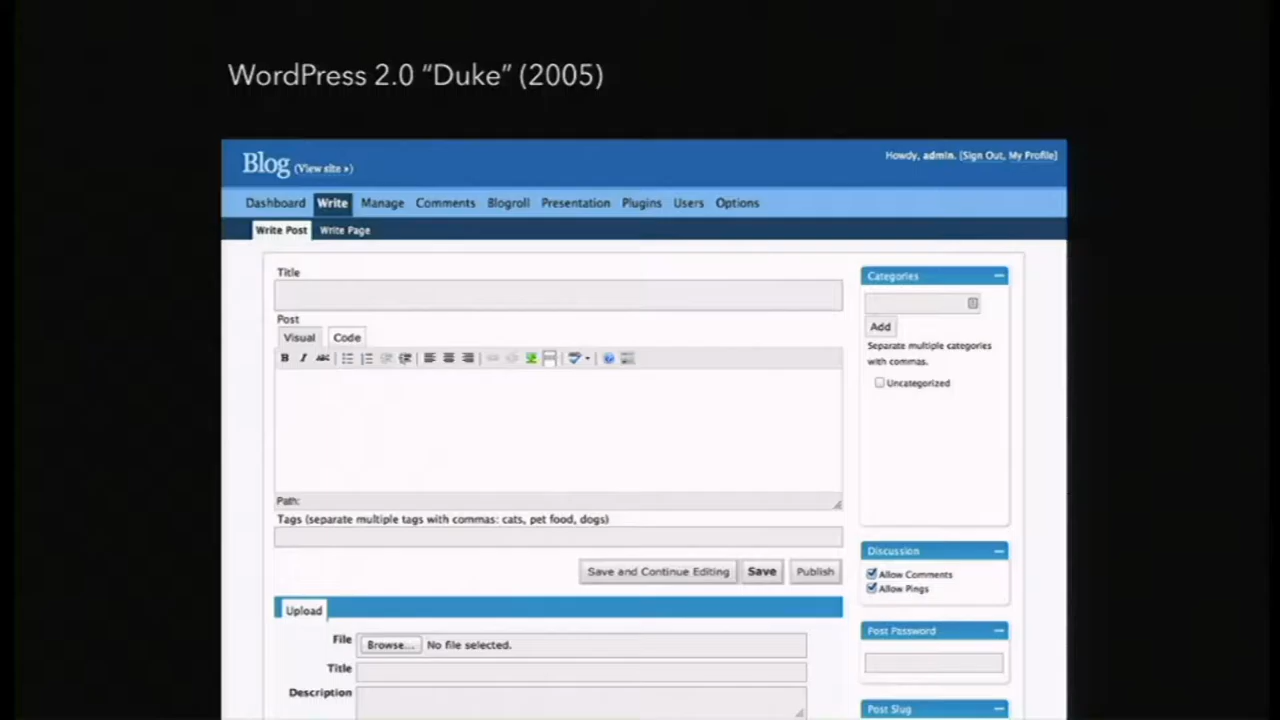 WordPress 2.0 “Duke” (2005)
Blog (View site »)
Howdy, admin. [Sign Out, My Profile]
Dashboard Write Manage Comments Blogroll Presentation Plugins Users Options
Write Post Write Page
Title
Post
Visual Code
B I ABC
Path:
Tags (separate multiple tags with commas: cats, pet food, dogs)
Save and Continue Editing Save Publish
Upload
File Browse... No file selected.
Title
Description
Categories
Add
Separate multiple categories
with commas.
Uncategorized
Discussion
Allow Comments
Allow Pings
Post Password
Post Slug